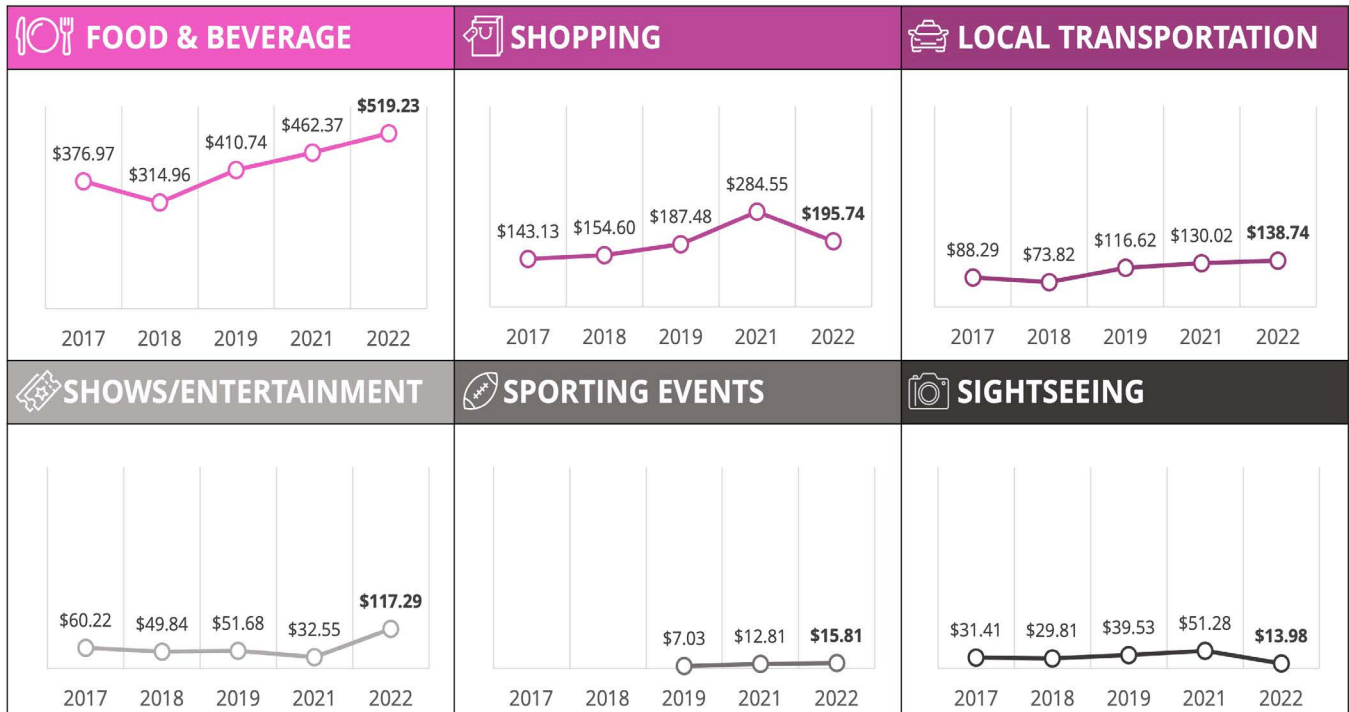 FOOD & BEVERAGE
$376.97
$314.96
$410.74
$462.37
$519.23
2017 2018 2019 2021 2022
SHOPPING
$143.13
$154.60
$187.48
$284.55
$195.74
2017 2018 2019 2021 2022
LOCAL TRANSPORTATION
$88.29
$73.82
$116.62
$130.02
$138.74
2017 2018 2019 2021 2022
SHOWS/ENTERTAINMENT
$60.22
$49.84
$51.68
$32.55
$117.29
2017 2018 2019 2021 2022
SPORTING EVENTS
$7.03
$12.81
$15.81
2017 2018 2019 2021 2022
SIGHTSEEING
$31.41
$29.81
$39.53
$51.28
$13.98
2017 2018 2019 2021 2022